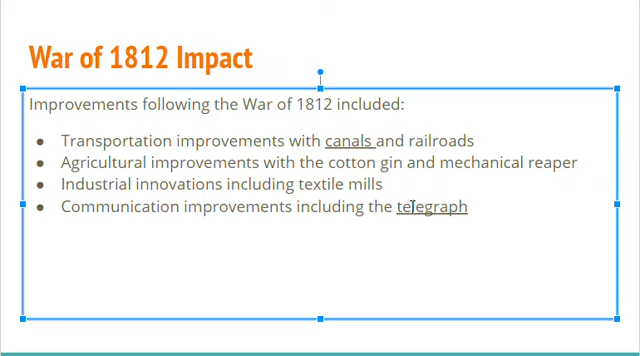 War of 1812 Impact
Improvements following the War of 1812 included:
● Transportation improvements with canals and railroads
● Agricultural improvements with the cotton gin and mechanical reaper
● Industrial innovations including textile mills
● Communication improvements including the telegraph